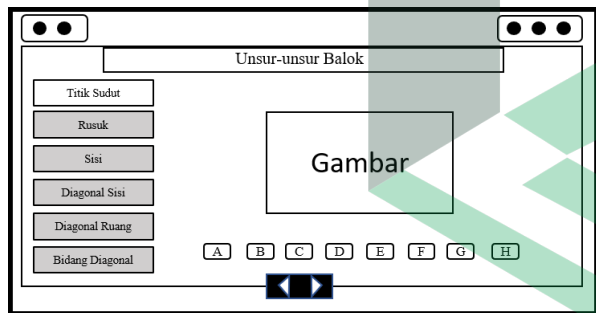 Unsur-unsur Balok
Titik Sudut
Rusuk
Sisi
Diagonal Sisi
Diagonal Ruang
Bidang Diagonal
Gambar
A B C D E F G H